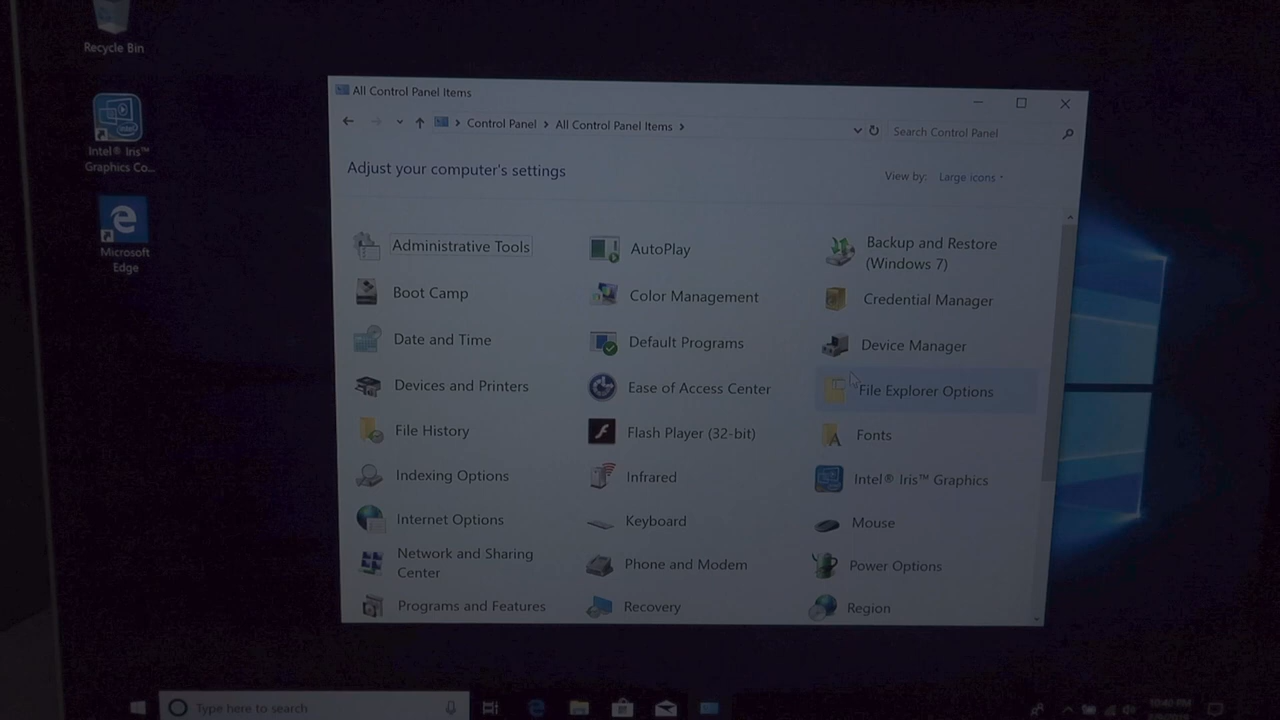 Recycle Bin
Intel® Iris™
Graphics Co...
Microsoft
Edge
All Control Panel Items
Control Panel > All Control Panel Items >
Search Control Panel
Adjust your computer's settings
View by: Large icons
Administrative Tools
AutoPlay
Backup and Restore
(Windows 7)
Boot Camp
Color Management
Credential Manager
Date and Time
Default Programs
Device Manager
Devices and Printers
Ease of Access Center
File Explorer Options
File History
Flash Player (32-bit)
Fonts
Indexing Options
Infrared
Intel® Iris™ Graphics
Internet Options
Keyboard
Mouse
Network and Sharing
Center
Phone and Modem
Power Options
Programs and Features
Recovery
Region
Type here to search
10:40 PM